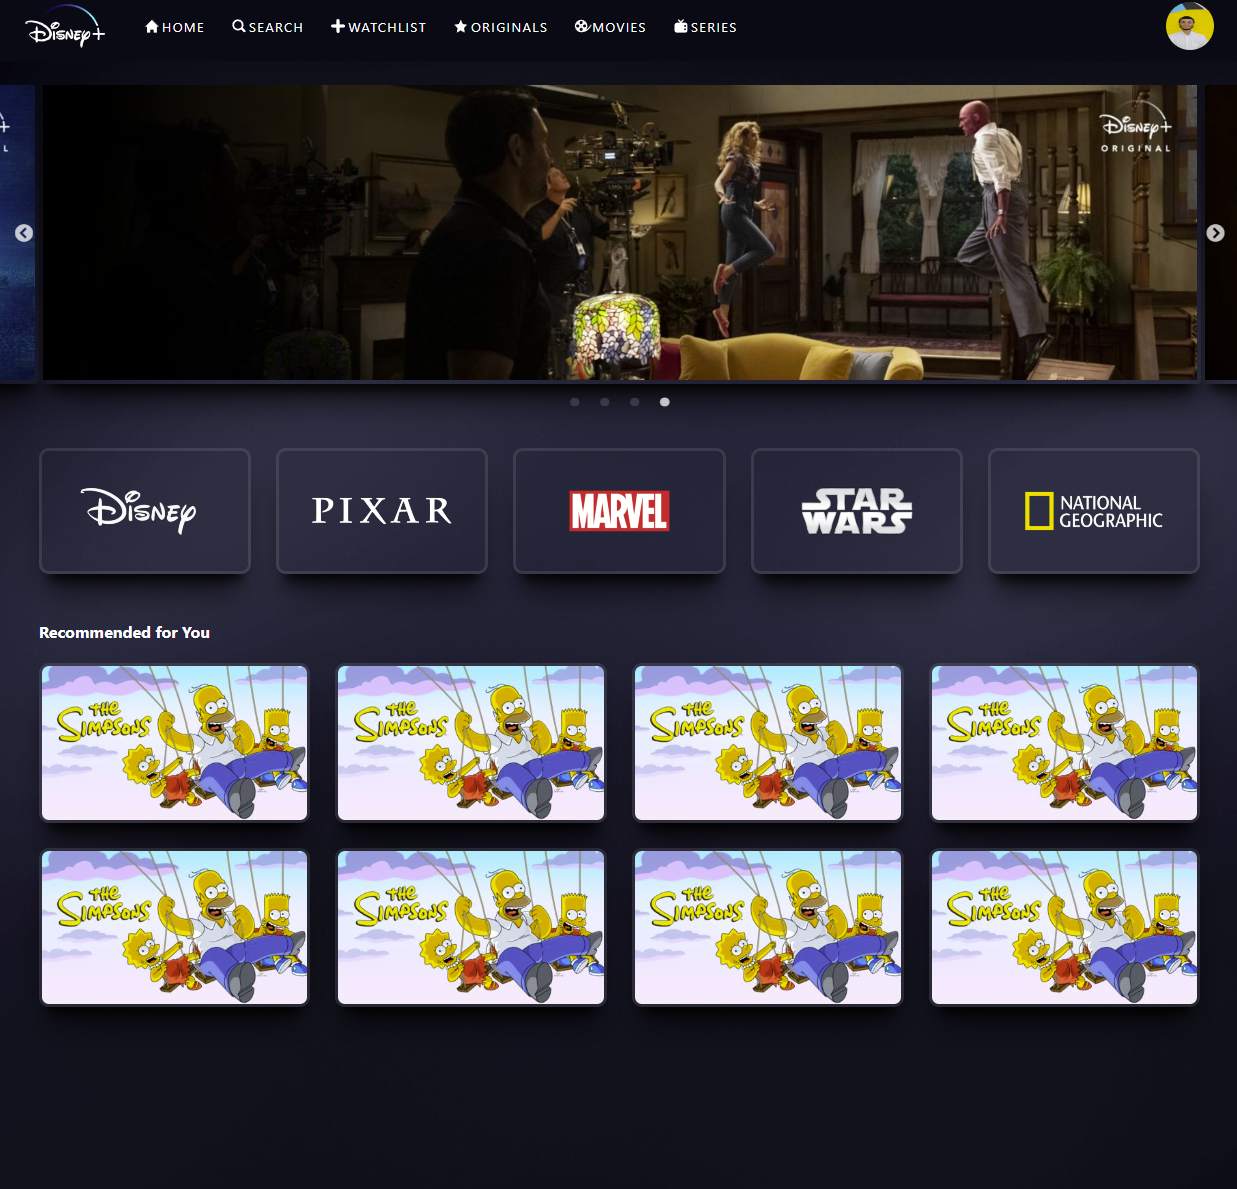 Disney+
HOME
SEARCH
WATCHLIST
ORIGINALS
MOVIES
SERIES
Disney+
ORIGINAL
Disney
PIXAR
MARVEL
STAR
WARS
NATIONAL
GEOGRAPHIC
Recommended for You
THE
SIMPSONS
THE
SIMPSONS
THE
SIMPSONS
THE
SIMPSONS
THE
SIMPSONS
THE
SIMPSONS
THE
SIMPSONS
THE
SIMPSONS